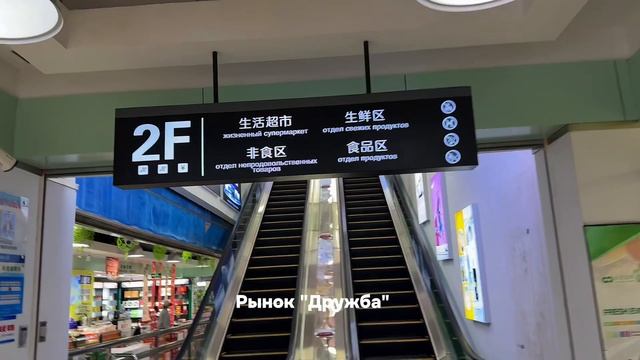 2F
生活超市
жизненный супермаркет
非食区
отдел непродовольственных
товаров
生鲜区
отдел свежих продуктов
食品区
отдел продуктов
Рынок "Дружба"
FRESH